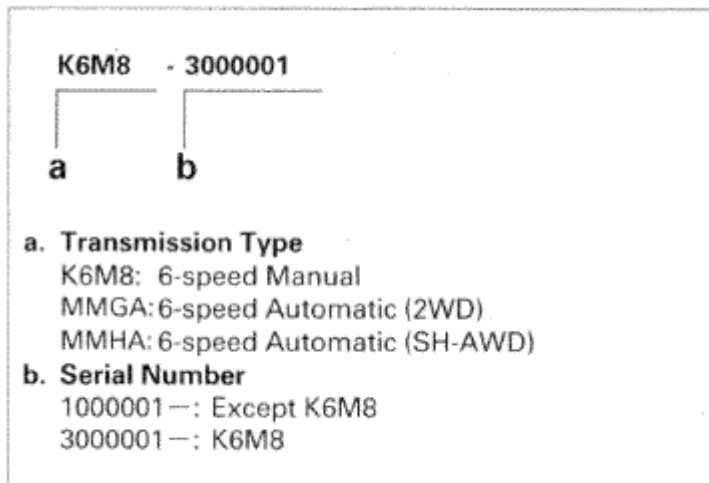 K6M8 - 3000001
a b
a. Transmission Type
K6M8: 6-speed Manual
MMGA: 6-speed Automatic (2WD)
MMHA: 6-speed Automatic (SH-AWD)
b. Serial Number
1000001—: Except K6M8
3000001—: K6M8